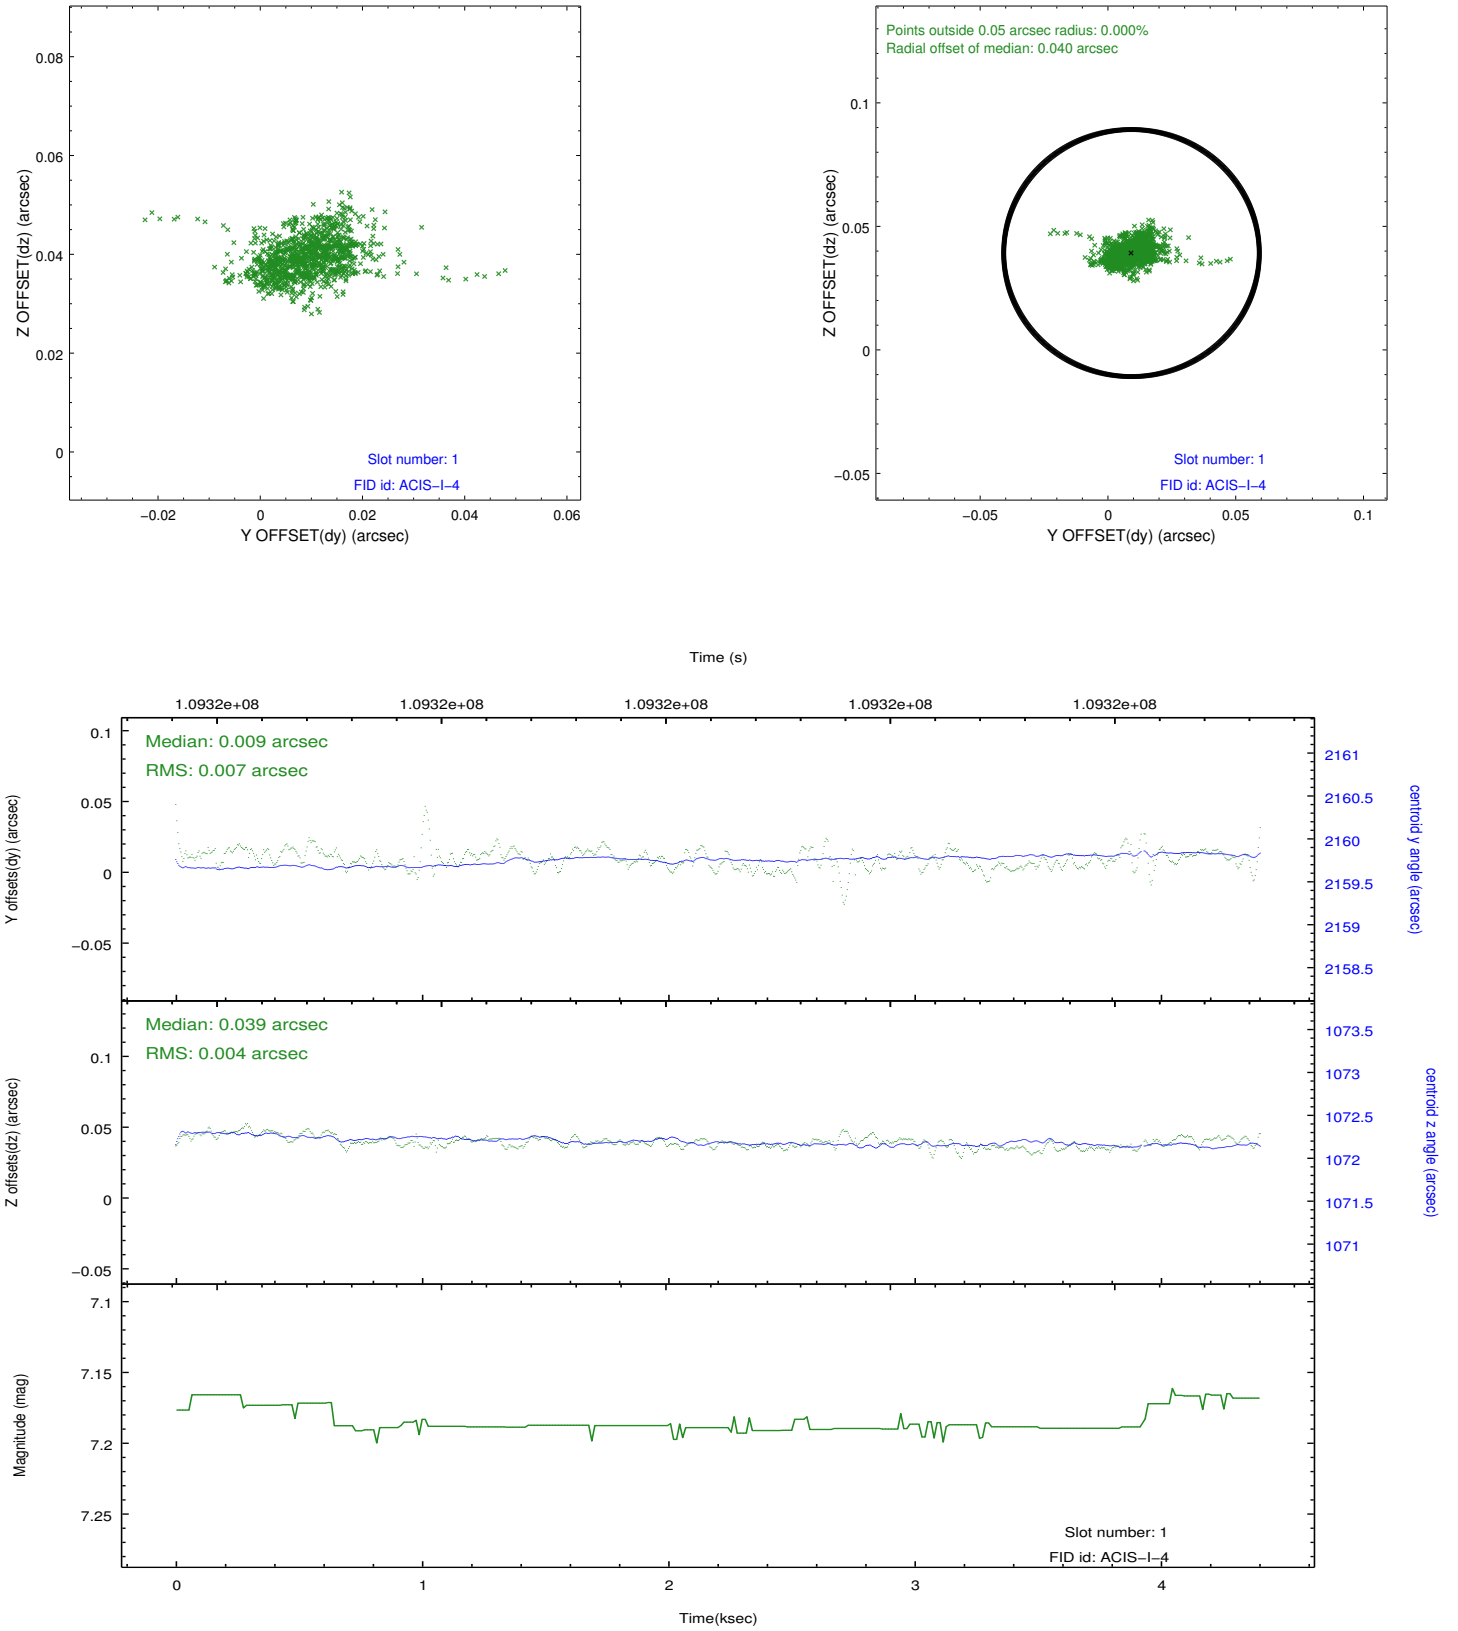 0.08
0.06
0.04
0.02
0
Z OFFSET(dz) (arcsec)
−0.02 0 0.02 0.04 0.06
Y OFFSET(dy) (arcsec)
Slot number: 1
FID id: ACIS−I−4
Points outside 0.05 arcsec radius: 0.000%
Radial offset of median: 0.040 arcsec
0.1
0.05
0
−0.05
Z OFFSET(dz) (arcsec)
−0.05 0 0.05 0.1
Y OFFSET(dy) (arcsec)
Slot number: 1
FID id: ACIS−I−4
Time (s)
1.0932e+08 1.0932e+08 1.0932e+08 1.0932e+08 1.0932e+08
Median: 0.009 arcsec
RMS: 0.007 arcsec
0.1
0.05
0
−0.05
Y offsets(dy) (arcsec)
2161
2160.5
2160
2159.5
2159
2158.5
centroid y angle (arcsec)
Median: 0.039 arcsec
RMS: 0.004 arcsec
0.1
0.05
0
−0.05
Z offsets(dz) (arcsec)
1073.5
1073
1072.5
1072
1071.5
1071
centroid z angle (arcsec)
7.1
7.15
7.2
7.25
Magnitude (mag)
Slot number: 1
FID id: ACIS−I−4
0 1 2 3 4
Time(ksec)